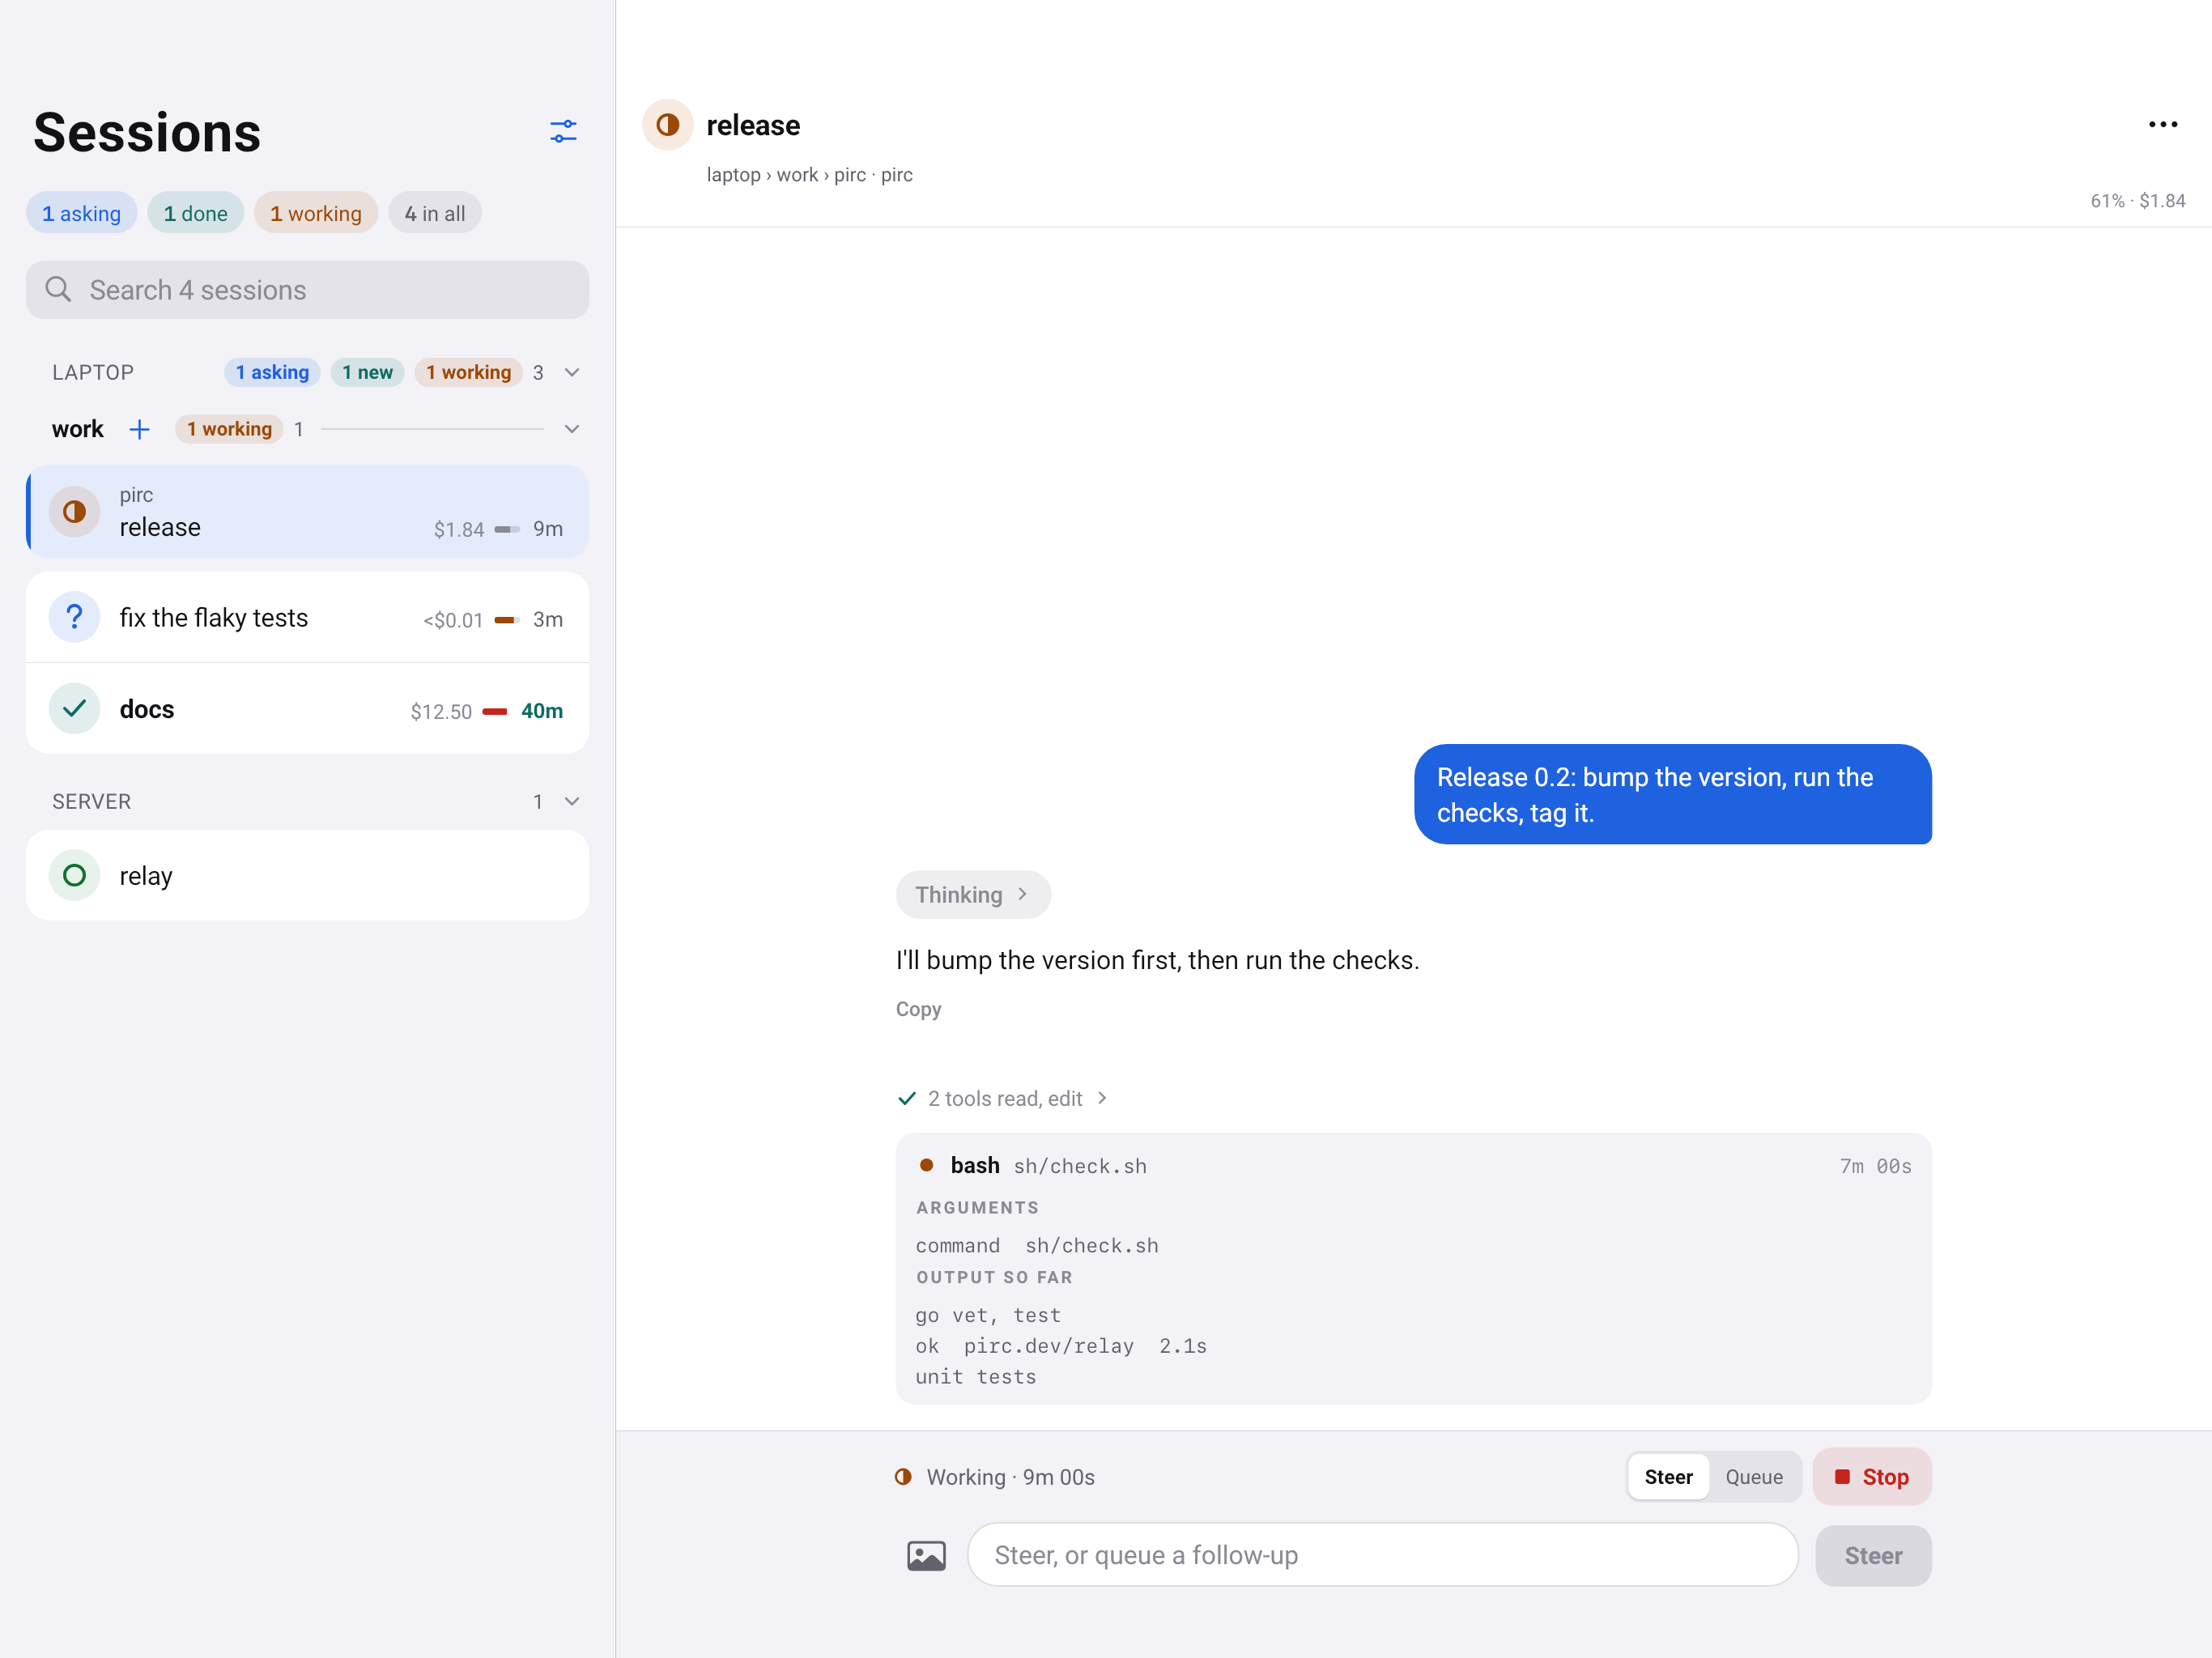 Sessions
1 asking 1 done 1 working 4 in all
Search 4 sessions
LAPTOP 1 asking 1 new 1 working 3
work 1 working 1
pirc
release $1.84 9m
? fix the flaky tests <$0.01 3m
docs $12.50 40m
SERVER 1
relay
release
laptop › work › pirc · pirc
61% · $1.84
Release 0.2: bump the version, run the
checks, tag it.
Thinking
I'll bump the version first, then run the checks.
Copy
2 tools read, edit
bash sh/check.sh 7m 00s
ARGUMENTS
command sh/check.sh
OUTPUT SO FAR
go vet, test
ok pirc.dev/relay 2.1s
unit tests
Working · 9m 00s Steer Queue Stop
Steer, or queue a follow-up Steer